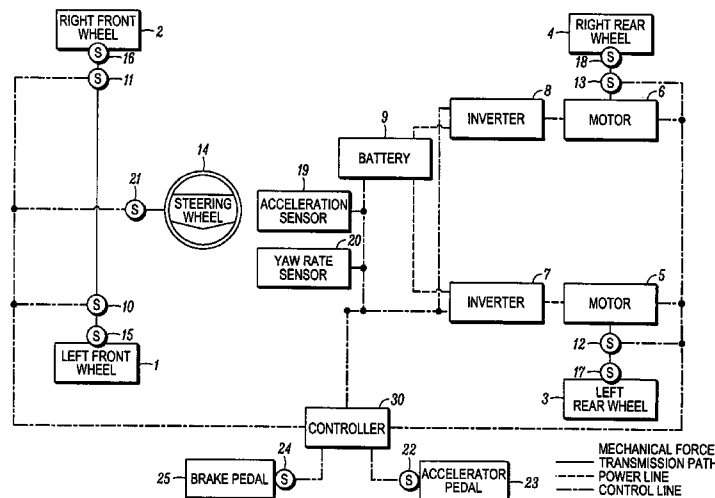 RIGHT FRONT
WHEEL
2
S
16
S
11
14
21
S
STEERING
WHEEL
S
10
S
15
LEFT FRONT
WHEEL
1
RIGHT REAR
WHEEL
4
18
S
13
S
6
8
INVERTER
MOTOR
9
BATTERY
19
ACCELERATION
SENSOR
20
YAW RATE
SENSOR
7
INVERTER
5
MOTOR
12
S
17
S
LEFT
REAR WHEEL
3
30
CONTROLLER
24
25
BRAKE PEDAL
S
22
S
ACCELERATOR
PEDAL
23
MECHANICAL FORCE
TRANSMISSION PATH
POWER LINE
CONTROL LINE